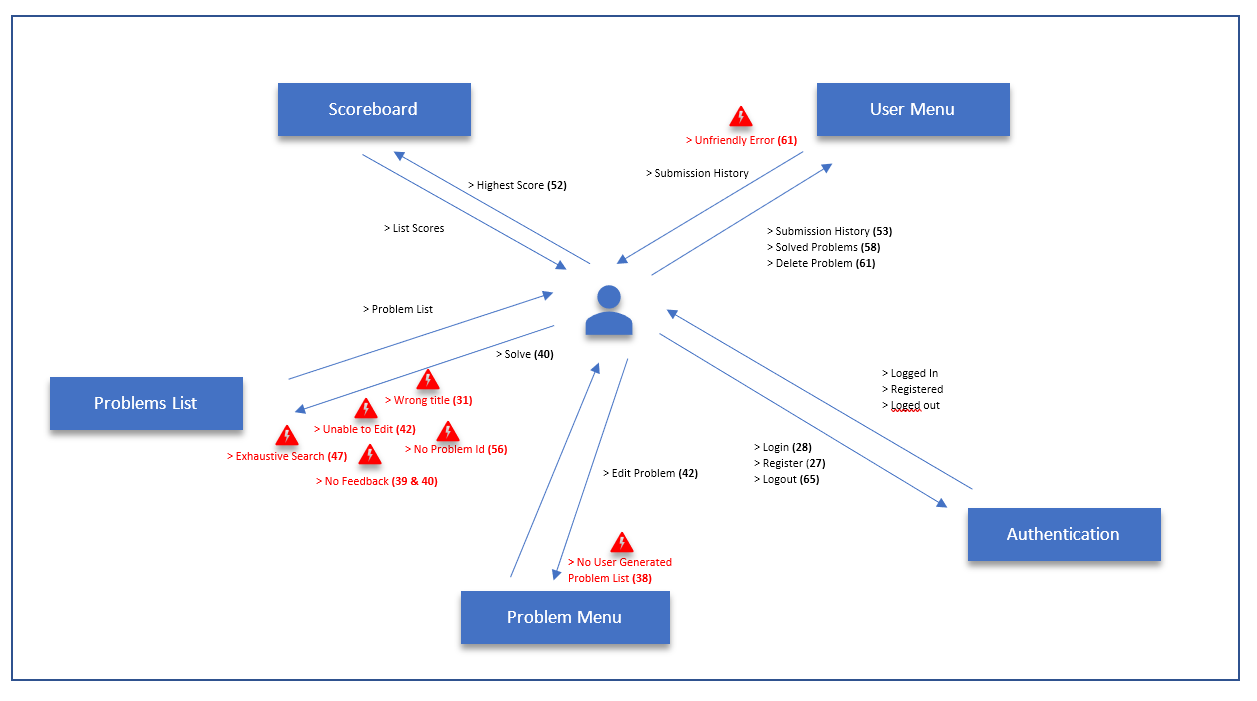 Scoreboard
User Menu
> Unfriendly Error (61)
> Submission History
> Highest Score (52)
> List Scores
> Submission History (53)
> Solved Problems (58)
> Delete Problem (61)
> Problem List
> Solve (40)
Problems List
> Wrong title (31)
> Unable to Edit (42)
> No Problem Id (56)
> Exhaustive Search (47)
> No Feedback (39 & 40)
> Logged In
> Registered
> Loged out
> Login (28)
> Register (27)
> Logout (65)
> Edit Problem (42)
Authentication
> No User Generated
Problem List (38)
Problem Menu